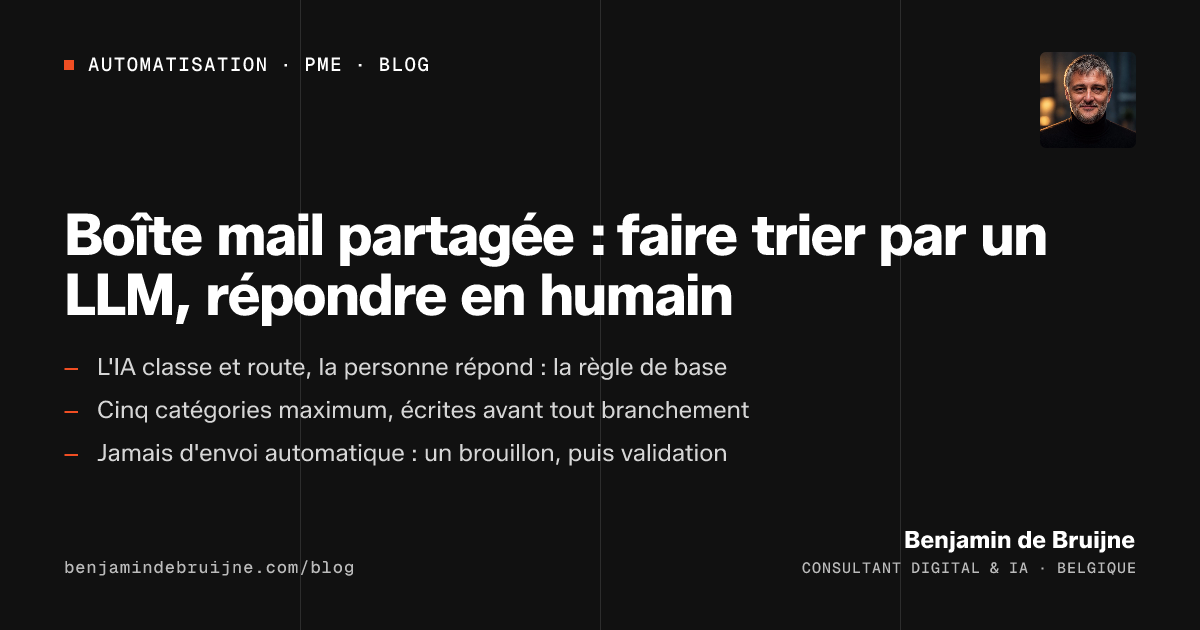 AUTOMATISATION · PME · BLOG
Boîte mail partagée : faire trier par un
LLM, répondre en humain
– L'IA classe et route, la personne répond : la règle de base
– Cinq catégories maximum, écrites avant tout branchement
– Jamais d'envoi automatique : un brouillon, puis validation
Benjamin de Bruijne
benjamindebruijne.com/blog
CONSULTANT DIGITAL & IA · BELGIQUE